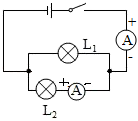 +
A
-
L₁
+ A -
L₂